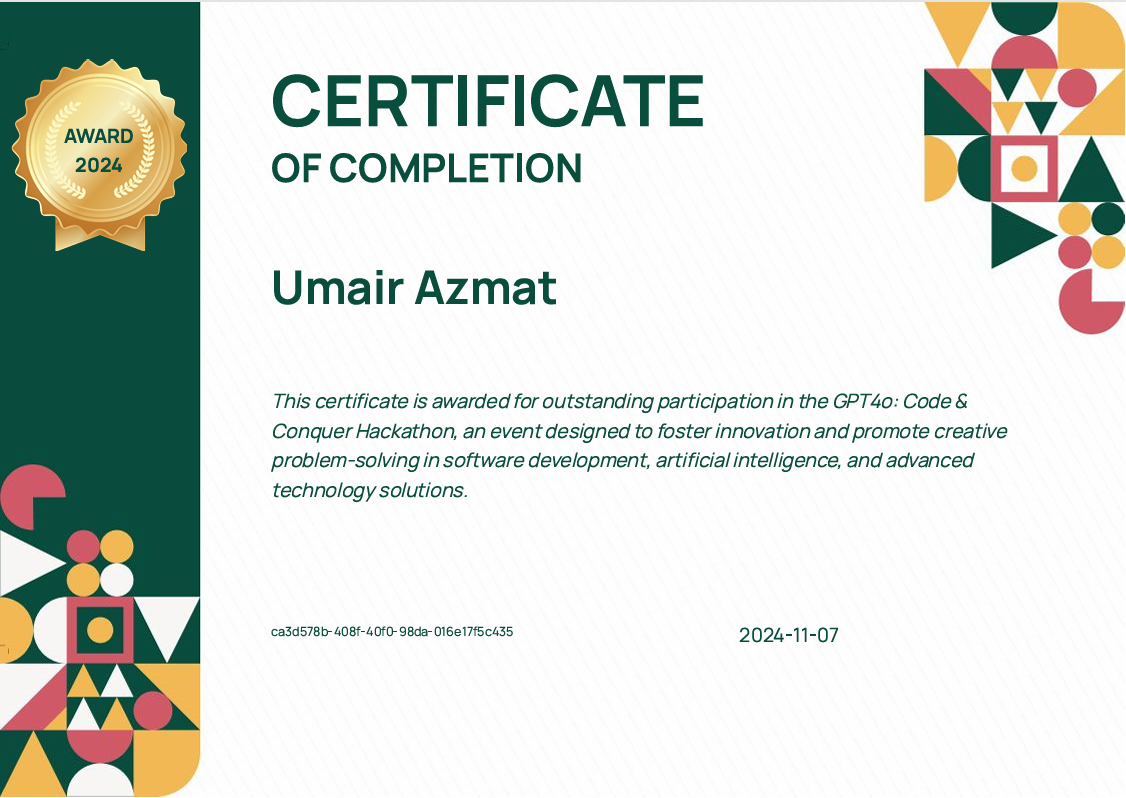 AWARD
2024
CERTIFICATE
OF COMPLETION
Umair Azmat
This certificate is awarded for outstanding participation in the GPT4o: Code &
Conquer Hackathon, an event designed to foster innovation and promote creative
problem-solving in software development, artificial intelligence, and advanced
technology solutions.
ca3d578b-408f-40f0-98da-016e17f5c435
2024-11-07